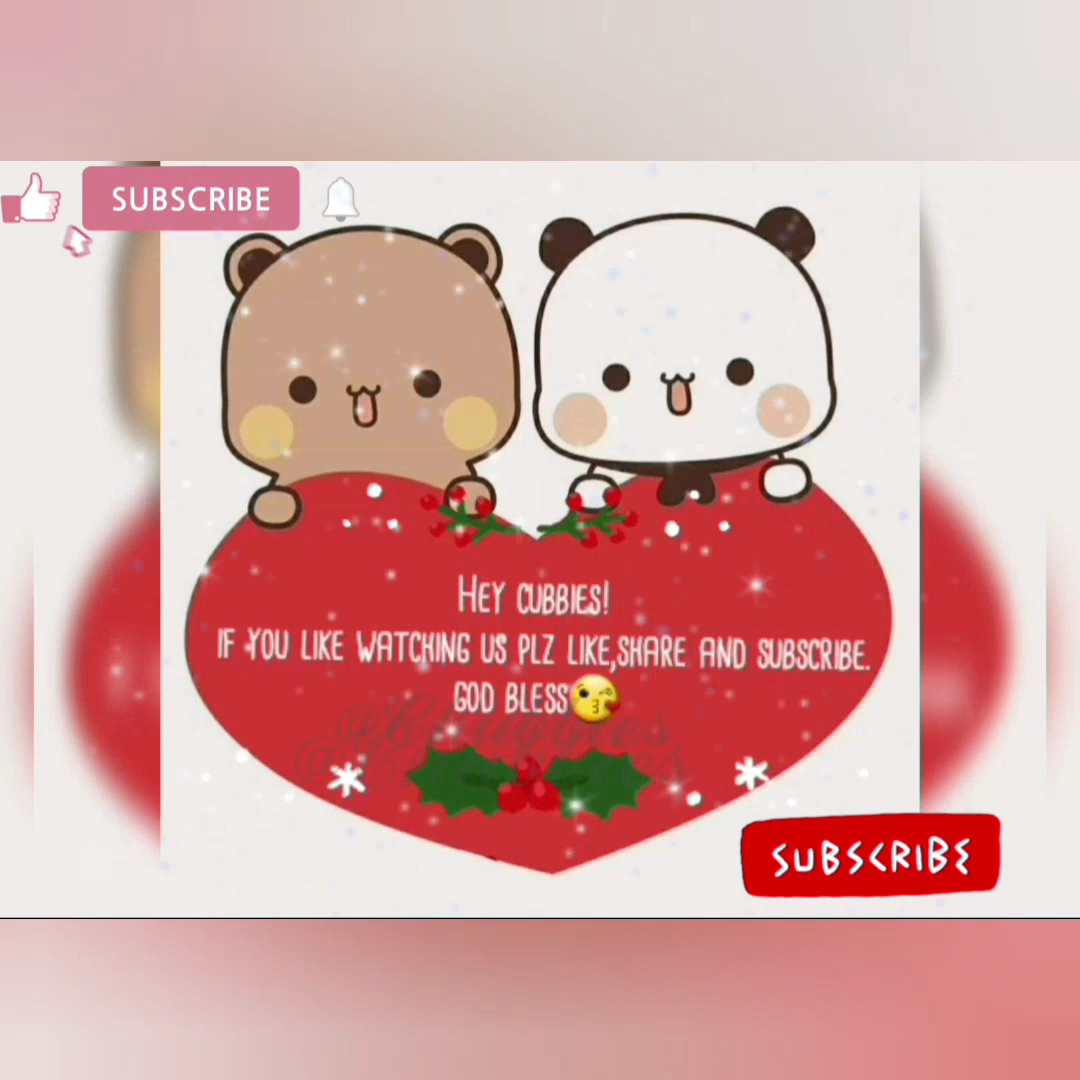 SUBSCRIBE
HEY CUBBIES!
IF YOU LIKE WATCHING US PLZ LIKE,SHARE AND SUBSCRIBE.
GOD BLESS😘
SUBSCRIBE